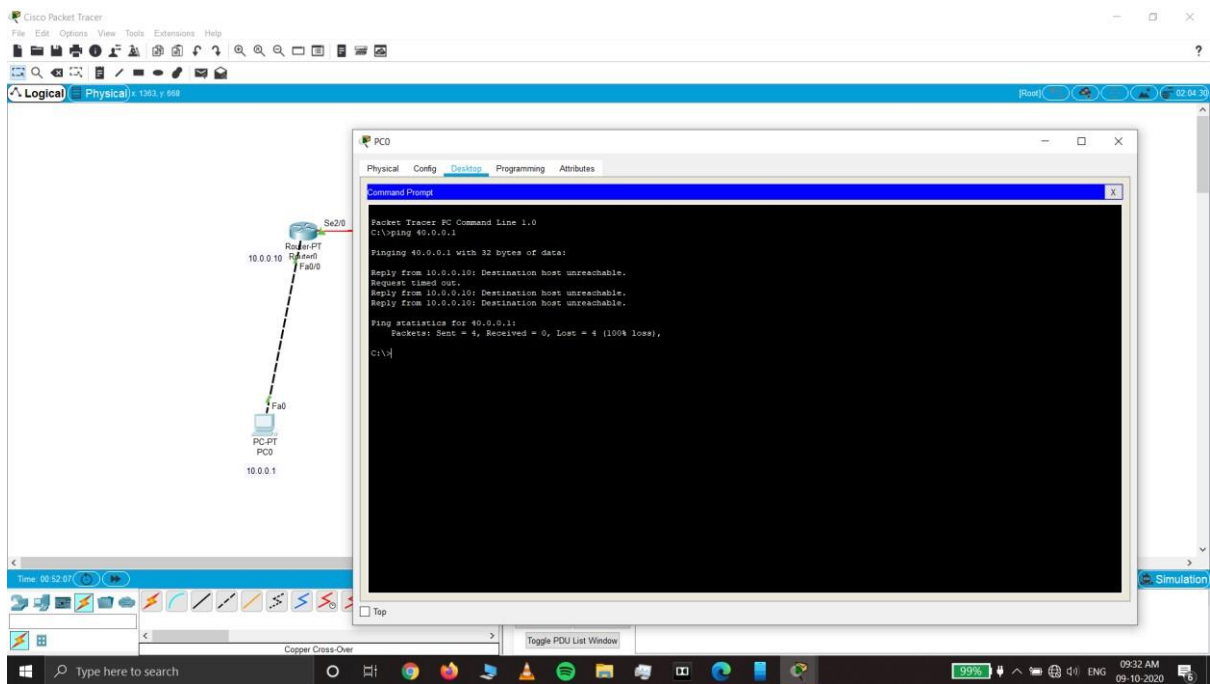 Cisco Packet Tracer
File Edit Options View Tools Extensions Help
?
Logical Physical x: 1363, y: 668 [Root] 02:04:30
PC0
Physical Config Desktop Programming Attributes
Command Prompt X
Packet Tracer PC Command Line 1.0
C:\>ping 40.0.0.1
Pinging 40.0.0.1 with 32 bytes of data:
Reply from 10.0.0.10: Destination host unreachable.
Request timed out.
Reply from 10.0.0.10: Destination host unreachable.
Reply from 10.0.0.10: Destination host unreachable.
Ping statistics for 40.0.0.1:
Packets: Sent = 4, Received = 0, Lost = 4 (100% loss),
C:\>
Se2/0
Router-PT
10.0.0.10 Router0
Fa0/0
Fa0
PC-PT
PC0
10.0.0.1
Time: 00:52:07 Simulation
Top
Toggle PDU List Window
Copper Cross-Over
Type here to search
99% ENG 09:32 AM
09-10-2020
6